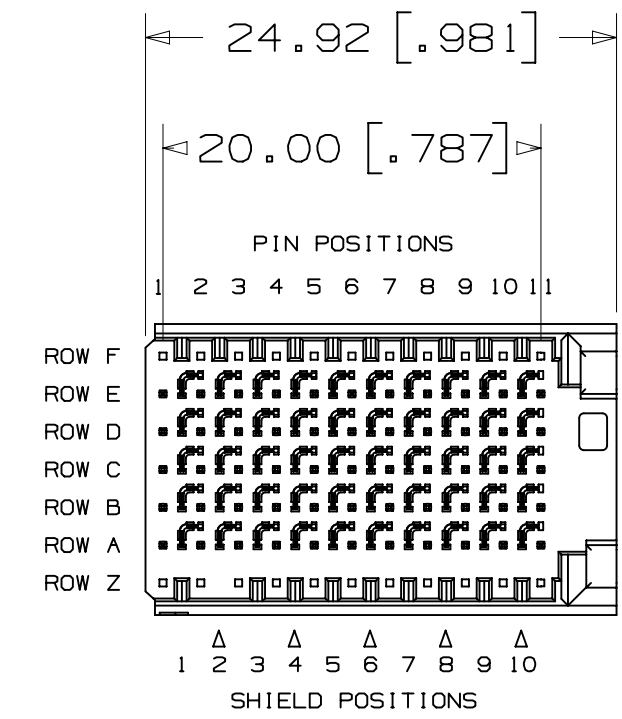 24.92 [.981]
20.00 [.787]
PIN POSITIONS
1 2 3 4 5 6 7 8 9 10 11
ROW F
ROW E
ROW D
ROW C
ROW B
ROW A
ROW Z
1 2 3 4 5 6 7 8 9 10
SHIELD POSITIONS